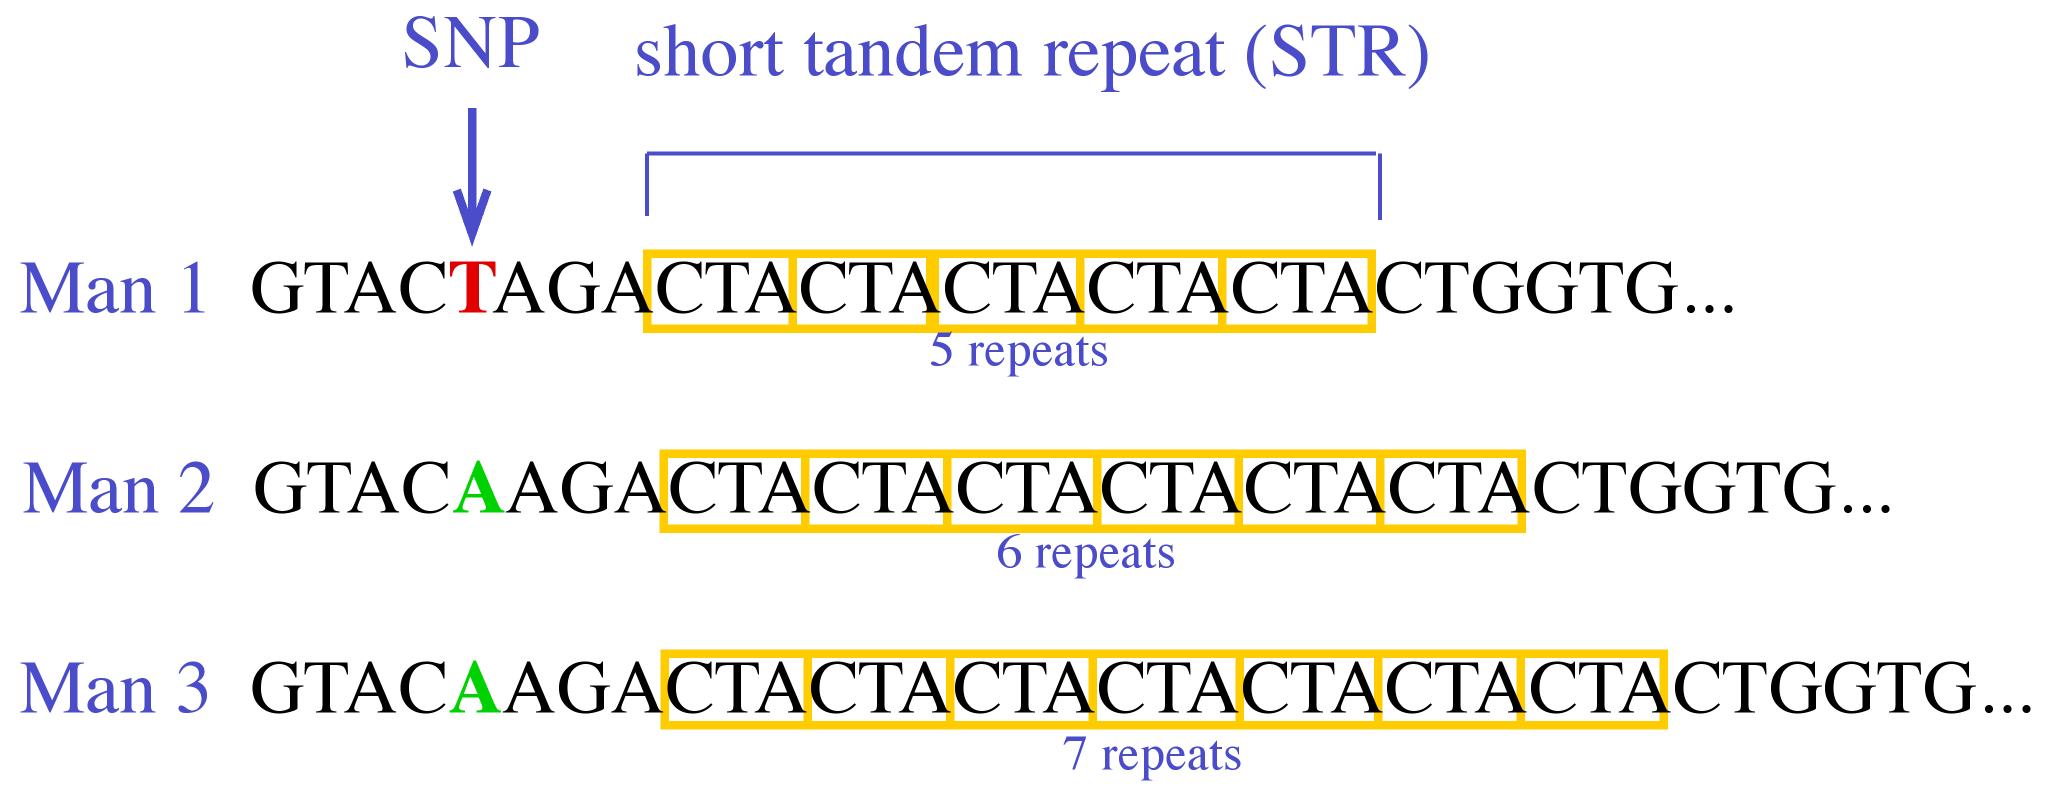 SNP short tandem repeat (STR)
Man 1 GTACTAGACTACTACTACTACTACTGGTG...
5 repeats
Man 2 GTACAAGACTACTACTACTACTACTACTGGTG...
6 repeats
Man 3 GTACAAGACTACTACTACTACTACTACTACTGGTG...
7 repeats